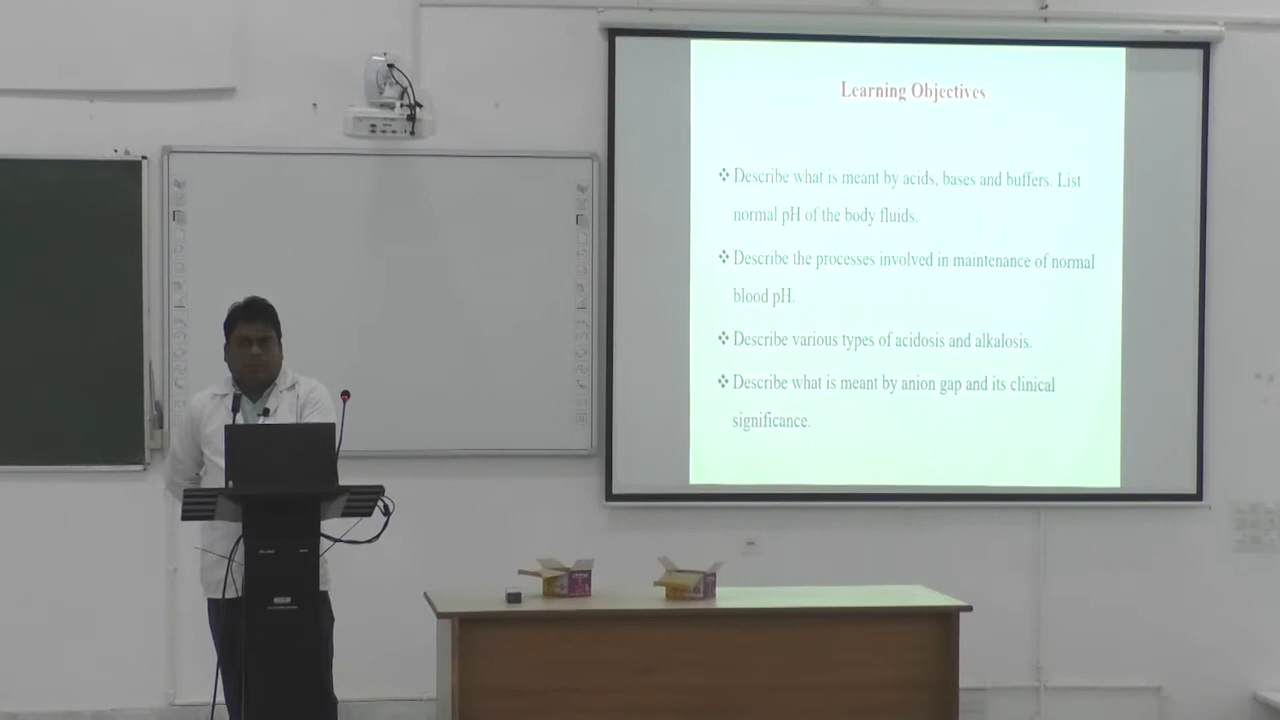 Learning Objectives
❖ Describe what is meant by acids, bases and buffers. List
normal pH of the body fluids.
❖ Describe the processes involved in maintenance of normal
blood pH.
❖ Describe various types of acidosis and alkalosis.
❖ Describe what is meant by anion gap and its clinical
significance.